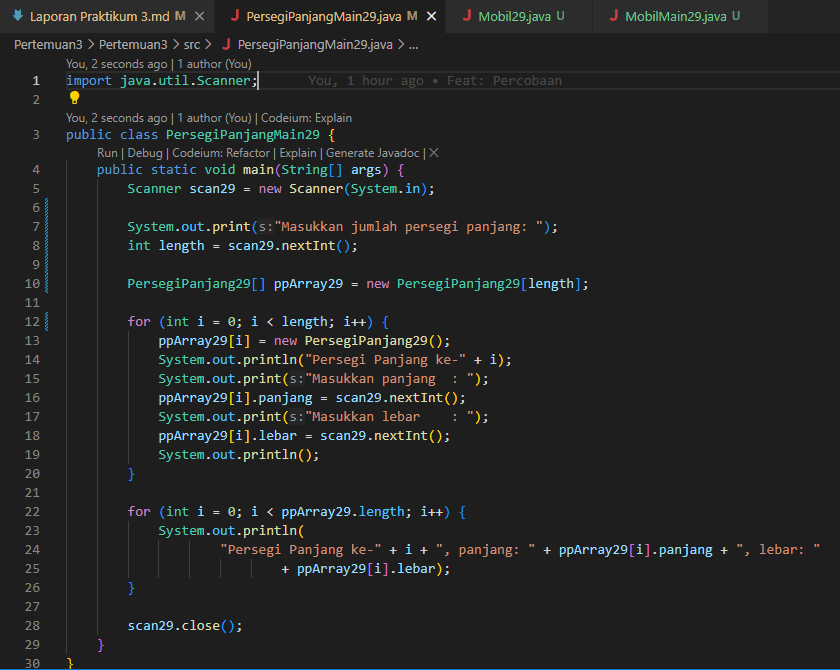 Laporan Praktikum 3.md M × PersegiPanjangMain29.java M × Mobil29.java U MobilMain29.java U
Pertemuan3 > Pertemuan3 > src > PersegiPanjangMain29.java > ...
You, 2 seconds ago | 1 author (You)
1 import java.util.Scanner; You, 1 hour ago • Feat: Percobaan
2
You, 2 seconds ago | 1 author (You) | Codeium: Explain
3 public class PersegiPanjangMain29 {
Run | Debug | Codeium: Refactor | Explain | Generate Javadoc | ×
4 public static void main(String[] args) {
5 Scanner scan29 = new Scanner(System.in);
6
7 System.out.print(s:"Masukkan jumlah persegi panjang: ");
8 int length = scan29.nextInt();
9
10 PersegiPanjang29[] ppArray29 = new PersegiPanjang29[length];
11
12 for (int i = 0; i < length; i++) {
13 ppArray29[i] = new PersegiPanjang29();
14 System.out.println("Persegi Panjang ke-" + i);
15 System.out.print(s:"Masukkan panjang  : ");
16 ppArray29[i].panjang = scan29.nextInt();
17 System.out.print(s:"Masukkan lebar    : ");
18 ppArray29[i].lebar = scan29.nextInt();
19 System.out.println();
20 }
21
22 for (int i = 0; i < ppArray29.length; i++) {
23 System.out.println(
24 "Persegi Panjang ke-" + i + ", panjang: " + ppArray29[i].panjang + ", lebar: "
25 + ppArray29[i].lebar);
26 }
27
28 scan29.close();
29 }
30 }